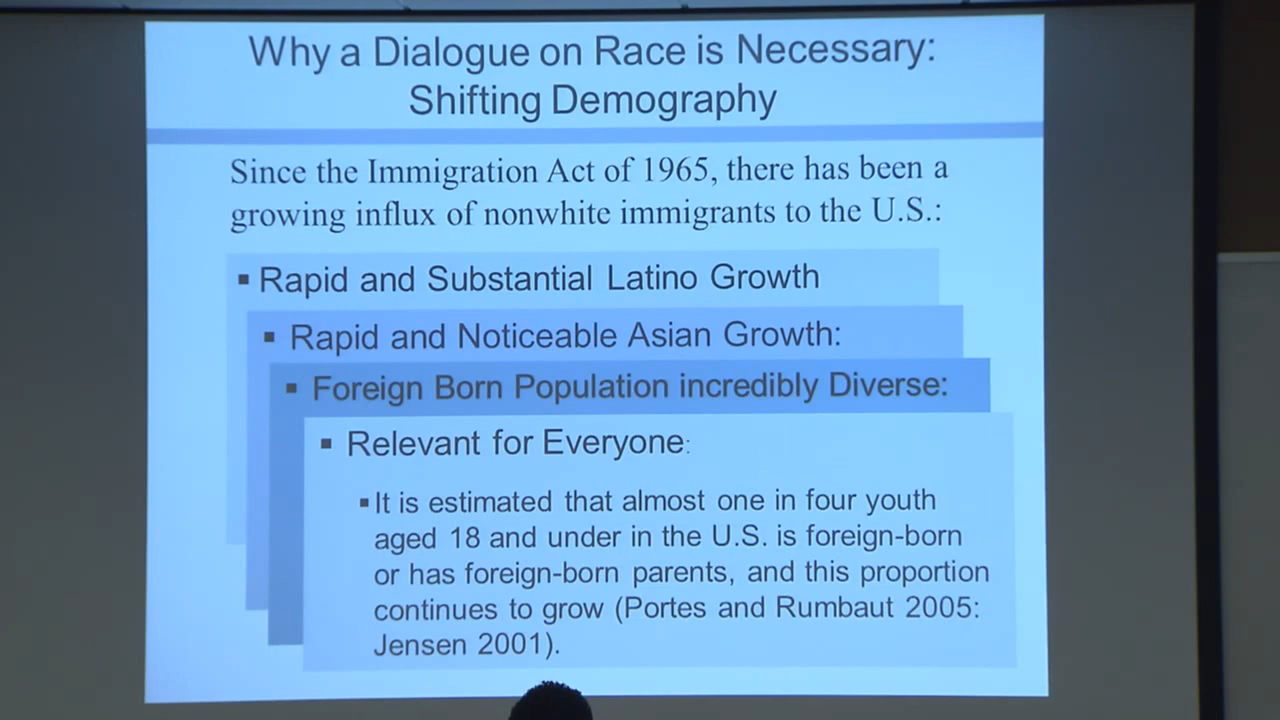 Why a Dialogue on Race is Necessary:
Shifting Demography
Since the Immigration Act of 1965, there has been a
growing influx of nonwhite immigrants to the U.S.:
▪ Rapid and Substantial Latino Growth
▪ Rapid and Noticeable Asian Growth:
▪ Foreign Born Population incredibly Diverse:
▪ Relevant for Everyone:
▪ It is estimated that almost one in four youth
aged 18 and under in the U.S. is foreign-born
or has foreign-born parents, and this proportion
continues to grow (Portes and Rumbaut 2005:
Jensen 2001).